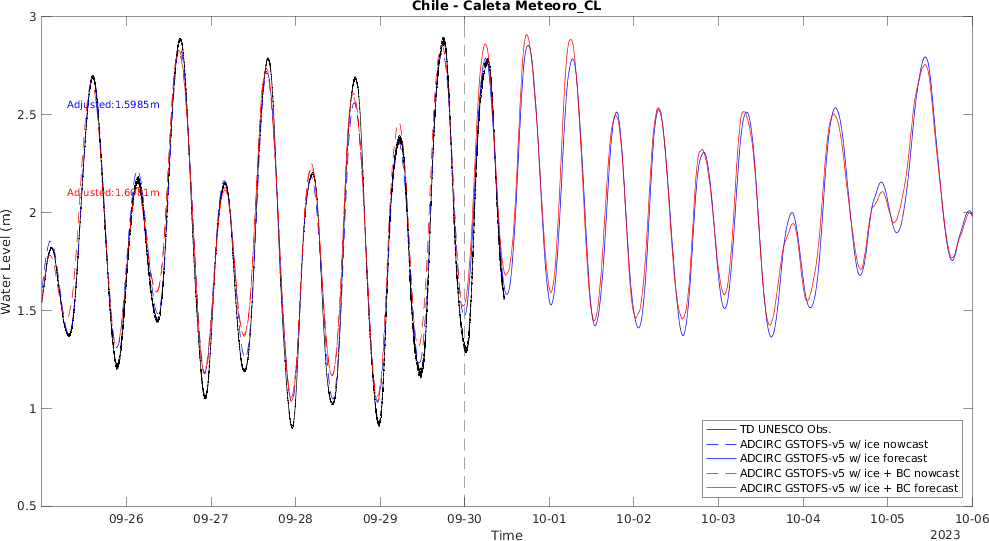 Chile - Caleta Meteoro_CL
3
2.5
2
1.5
1
0.5
Water Level (m)
Adjusted:1.5985m
TD UNESCO Obs.
ADCIRC GSTOFS-v5 w/ ice nowcast
ADCIRC GSTOFS-v5 w/ ice forecast
ADCIRC GSTOFS-v5 w/ ice + BC nowcast
ADCIRC GSTOFS-v5 w/ ice + BC forecast
09-26
09-27
09-28
09-29
09-30
10-01
10-02
10-03
10-04
10-05
10-06
Time
2023